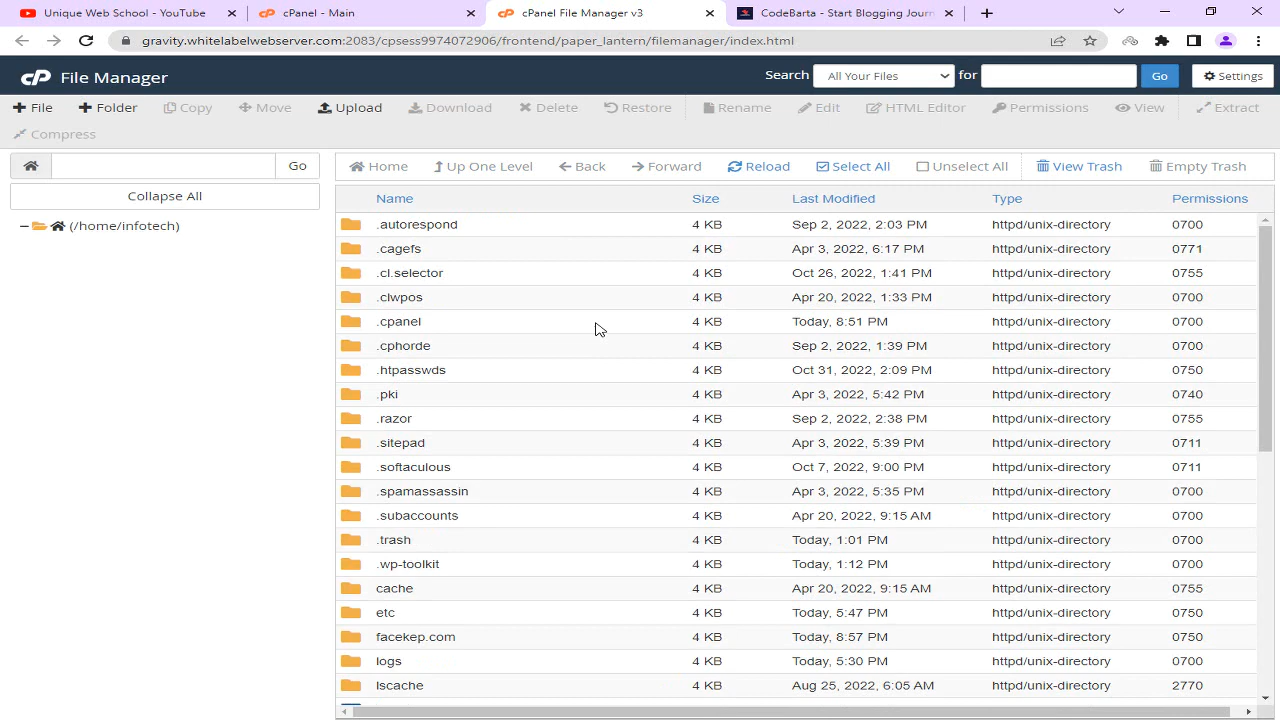 Unique Web School - YouTube
cPanel - Main
cPanel File Manager v3
CodeBarta - Start Blogging Journ
gravity.whitelabelwebserver.com:2083/cpsess9974072906/frontend/paper_lantern/filemanager/index.html
cP File Manager
Search All Your Files for Go Settings
File Folder Copy Move Upload Download Delete Restore Rename Edit HTML Editor Permissions View Extract
Compress
Go Home Up One Level Back Forward Reload Select All Unselect All View Trash Empty Trash
Collapse All
(/home/infotech)
Name Size Last Modified Type Permissions
.autorespond 4 KB Sep 2, 2022, 2:03 PM httpd/unix-directory 0700
.cagefs 4 KB Apr 3, 2022, 6:17 PM httpd/unix-directory 0771
.cl.selector 4 KB Oct 26, 2022, 1:41 PM httpd/unix-directory 0755
.clwpos 4 KB Apr 20, 2022, 1:33 PM httpd/unix-directory 0700
.cpanel 4 KB Today, 8:51 PM httpd/unix-directory 0700
.cphorde 4 KB Sep 2, 2022, 1:39 PM httpd/unix-directory 0700
.htpasswds 4 KB Oct 31, 2022, 2:09 PM httpd/unix-directory 0750
.pki 4 KB Apr 3, 2022, 5:42 PM httpd/unix-directory 0740
.razor 4 KB Sep 2, 2022, 2:38 PM httpd/unix-directory 0755
.sitepad 4 KB Apr 3, 2022, 5:39 PM httpd/unix-directory 0711
.softaculous 4 KB Oct 7, 2022, 9:00 PM httpd/unix-directory 0711
.spamassassin 4 KB Apr 3, 2022, 5:35 PM httpd/unix-directory 0700
.subaccounts 4 KB Apr 20, 2022, 9:15 AM httpd/unix-directory 0700
.trash 4 KB Today, 1:01 PM httpd/unix-directory 0700
.wp-toolkit 4 KB Today, 1:12 PM httpd/unix-directory 0700
cache 4 KB Apr 20, 2022, 9:15 AM httpd/unix-directory 0755
etc 4 KB Today, 5:47 PM httpd/unix-directory 0750
facekep.com 4 KB Today, 8:57 PM httpd/unix-directory 0750
logs 4 KB Today, 5:30 PM httpd/unix-directory 0700
lscache 4 KB Aug 25, 2022, 6:05 AM httpd/unix-directory 2770